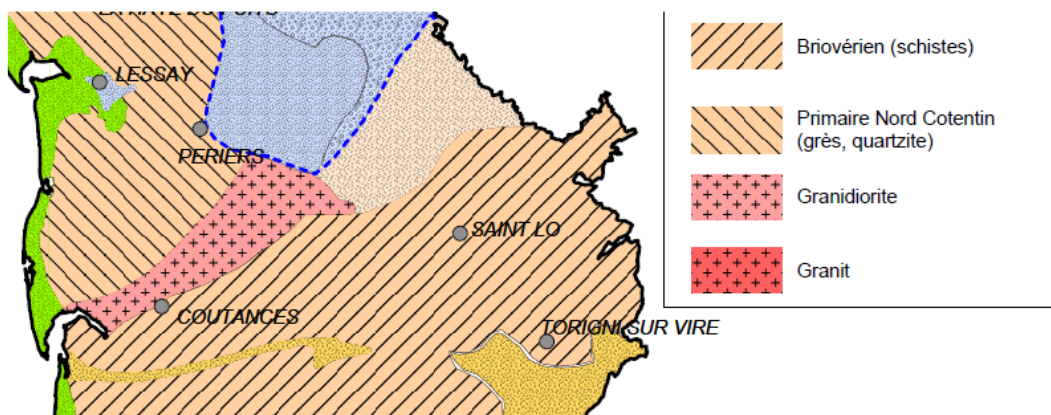 LESSAY
PERIERS
SAINT LO
COUTANCES
TORIGNI SUR VIRE
Briovérien (schistes)
Primaire Nord Cotentin
(grès, quartzite)
Granidiorite
Granit